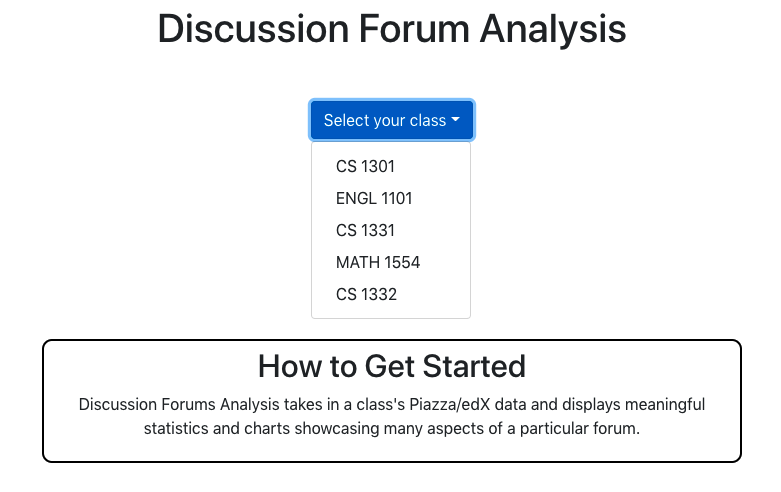 Discussion Forum Analysis
Select your class
CS 1301
ENGL 1101
CS 1331
MATH 1554
CS 1332
How to Get Started
Discussion Forums Analysis takes in a class's Piazza/edX data and displays meaningful
statistics and charts showcasing many aspects of a particular forum.